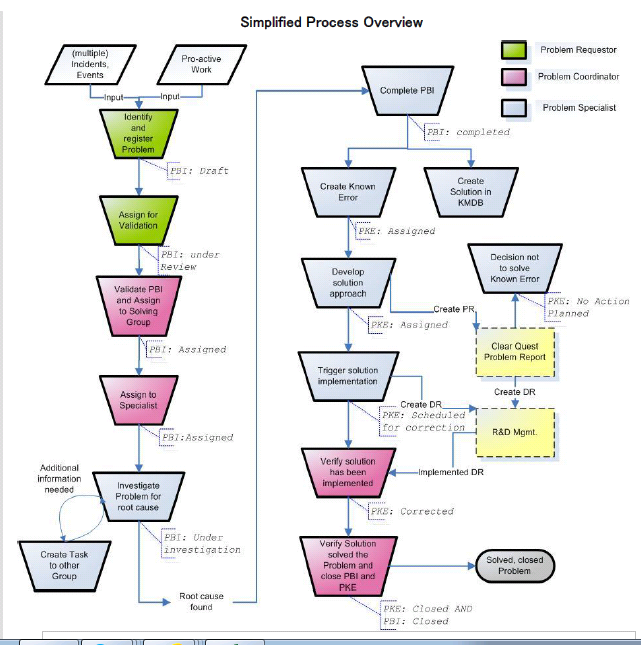 Simplified Process Overview
(multiple)
Incidents,
Events
Pro-active
Work
Input
Input
Identify
and
register
Problem
PBI: Draft
Assign for
Validation
PBI: under
Review
Validate PBI
and Assign
to Solving
Group
PBI: Assigned
Assign to
Specialist
PBI:Assigned
Additional
information
needed
Investigate
Problem for
root cause
PBI: Under
investigation
Create Task
to other
Group
Root cause
found
Complete PBI
PBI: completed
Create Known
Error
Create
Solution in
KMDB
PKE: Assigned
Develop
solution
approach
PKE: Assigned
Create PR
Decision not
to solve
Known Error
PKE: No Action
Planned
Clear Quest
Problem Report
Create DR
Trigger solution
implementation
Create DR
PKE: Scheduled
for correction
R&D Mgmt.
Verify solution
has been
implemented
Implemented DR
PKE: Corrected
Verify Solution
solved the
Problem and
close PBI and
PKE
Solved, closed
Problem
PKE: Closed AND
PBI: Closed
Problem Requestor
Problem Coordinator
Problem Specialist